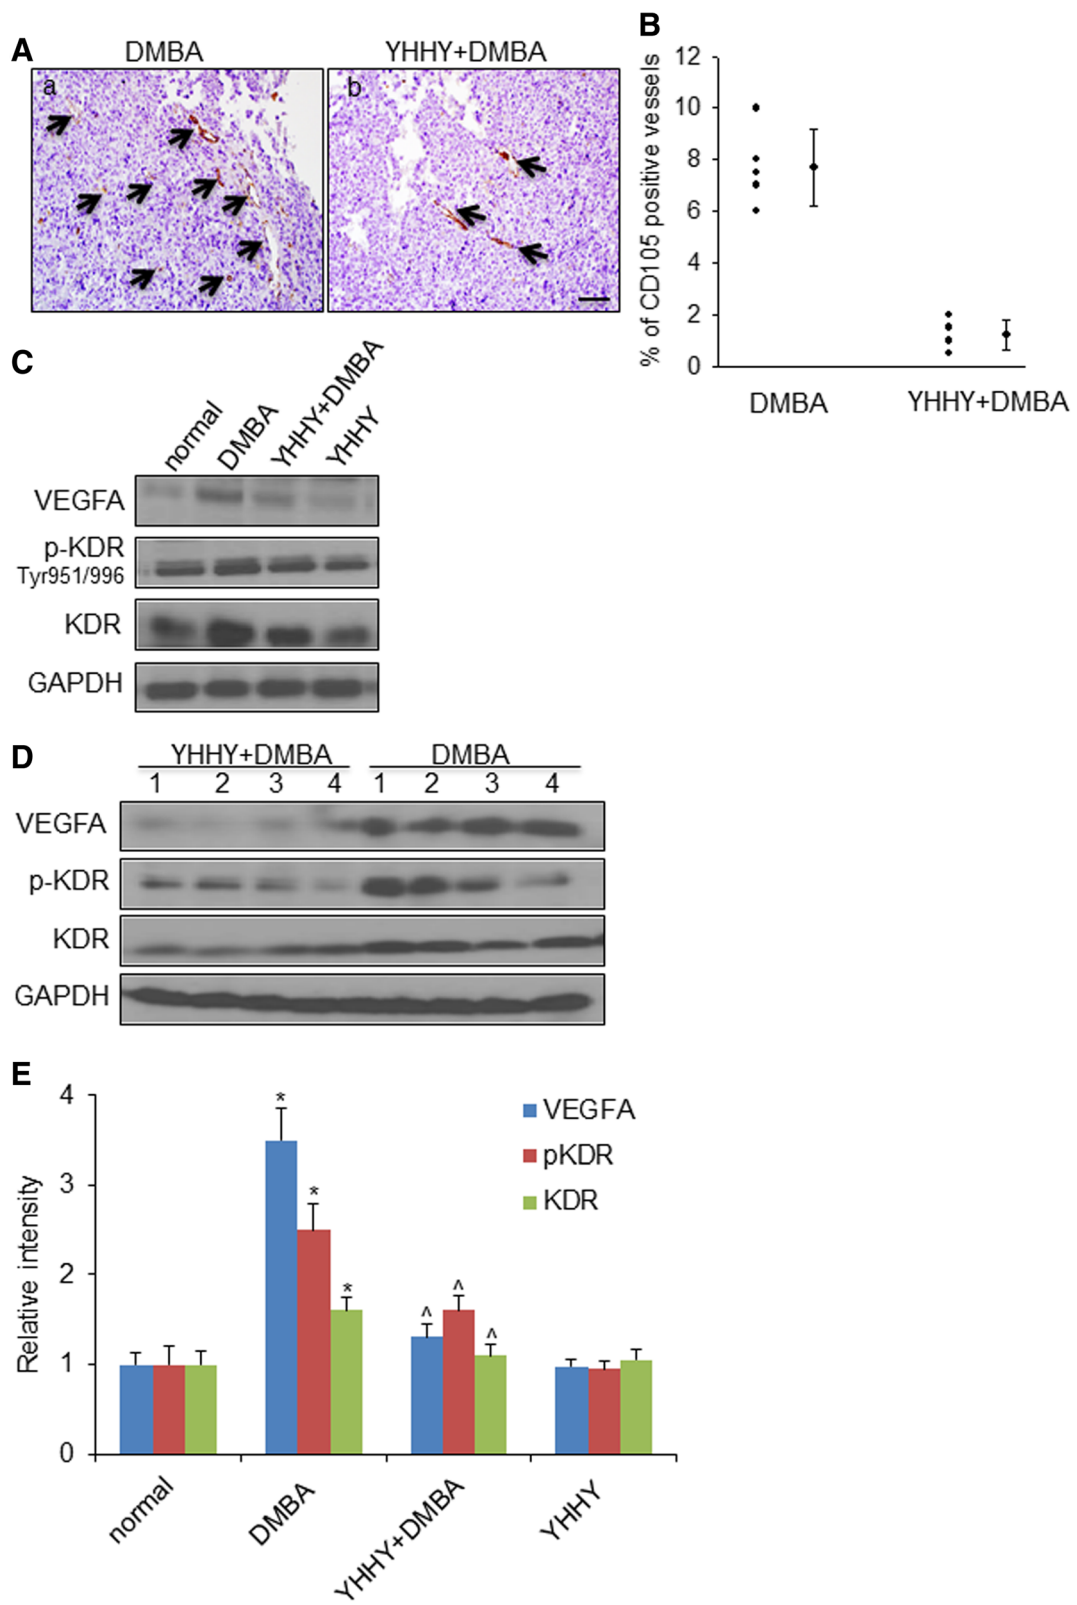 A
DMBA
YHHY+DMBA
a
b
B
% of CD105 positive vessels
12
10
8
6
4
2
0
DMBA
YHHY+DMBA
C
normal
DMBA
YHHY+DMBA
YHHY
VEGFA
p-KDR
Tyr951/996
KDR
GAPDH
D
YHHY+DMBA
DMBA
1 2 3 4 1 2 3 4
VEGFA
p-KDR
KDR
GAPDH
E
Relative intensity
4
3
2
1
0
* * *
^ ^ ^
VEGFA
pKDR
KDR
normal
DMBA
YHHY+DMBA
YHHY